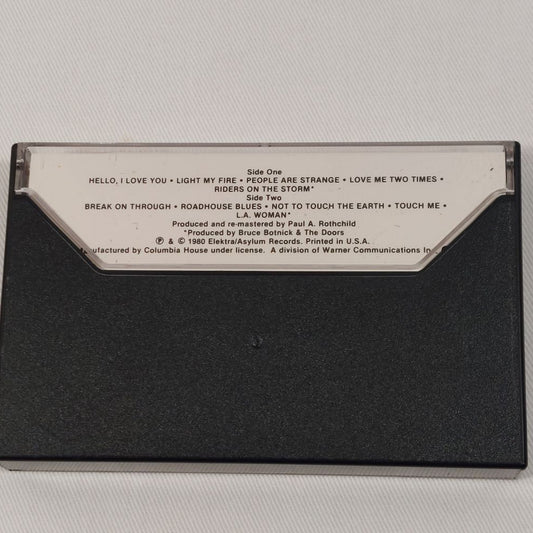 Side One
HELLO, I LOVE YOU • LIGHT MY FIRE • PEOPLE ARE STRANGE • LOVE ME TWO TIMES •
RIDERS ON THE STORM*
Side Two
BREAK ON THROUGH • ROADHOUSE BLUES • NOT TO TOUCH THE EARTH • TOUCH ME •
L.A. WOMAN*
Produced and re-mastered by Paul A. Rothchild
*Produced by Bruce Botnick & The Doors
℗ & © 1980 Elektra/Asylum Records. Printed in U.S.A.
nufactured by Columbia House under license. A division of Warner Communications Inc.